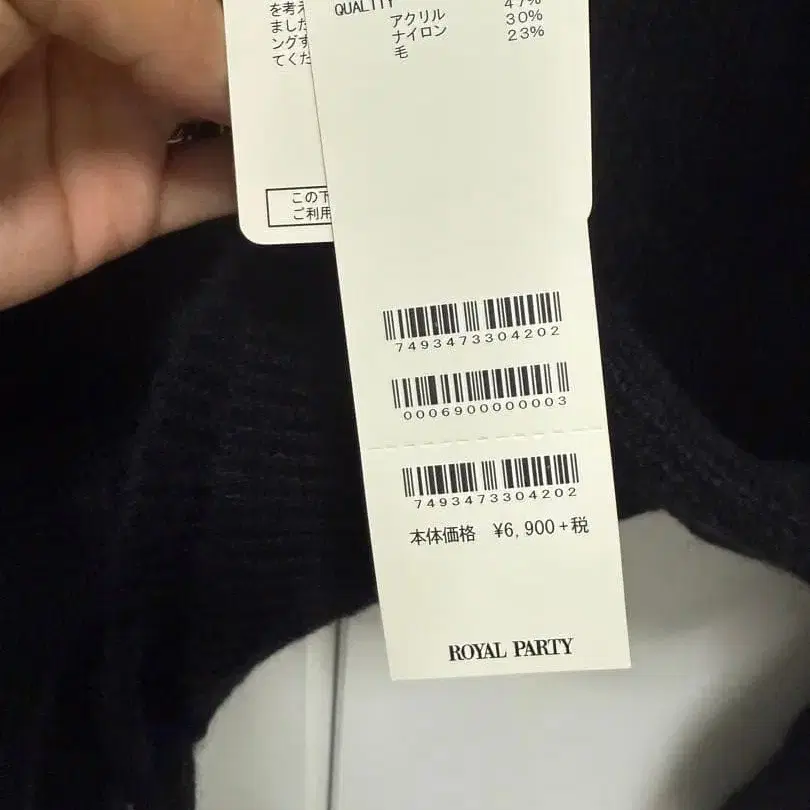 を考え
ました
ングす
てくだ
この下
ご利用
QUALITY
47%
アクリル 30%
ナイロン 23%
毛
7493473304202
0006900000003
7493473304202
本体価格 ¥6,900+税
ROYAL PARTY